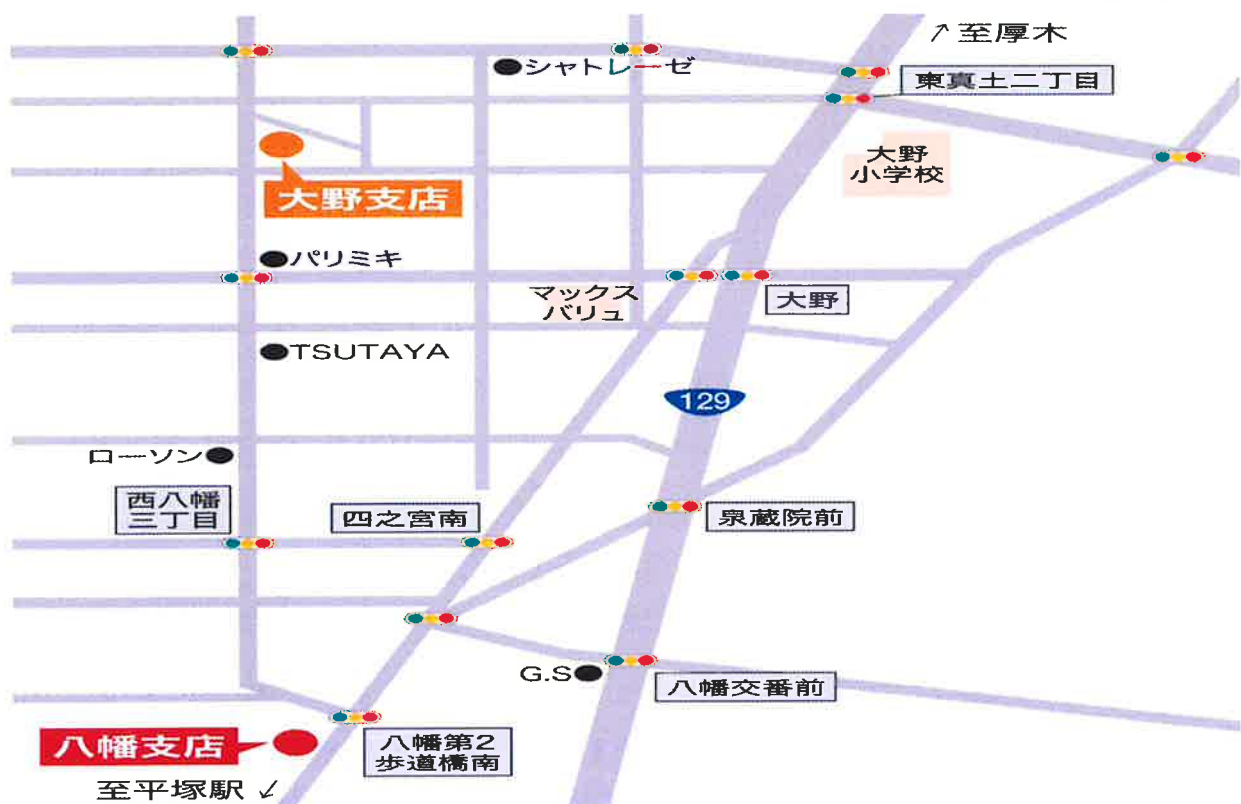 ↗至厚木
シャトレーゼ
東真土二丁目
大野
小学校
大野支店
パリミキ
マックス
バリュ
大野
TSUTAYA
129
ローソン
西八幡
三丁目
四之宮南
泉蔵院前
G.S
八幡交番前
八幡支店
八幡第2
歩道橋南
至平塚駅↙